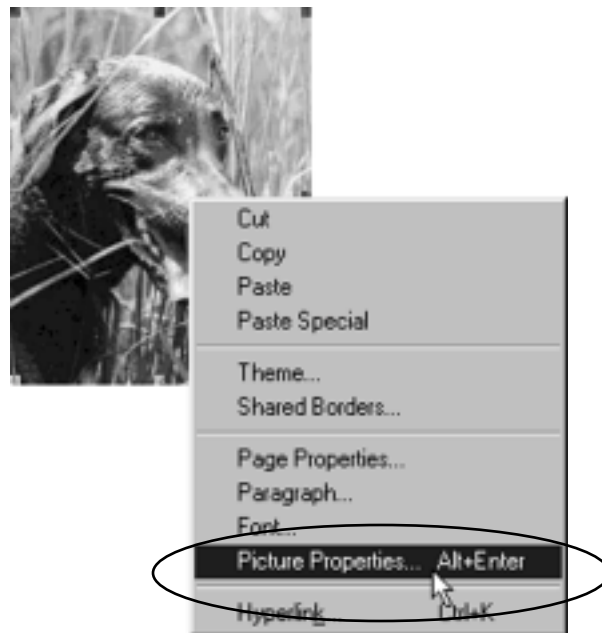 Cut
Copy
Paste
Paste Special
Theme...
Shared Borders...
Page Properties...
Paragraph...
Font...
Picture Properties... Alt+Enter
Hyperlink... Ctrl+K